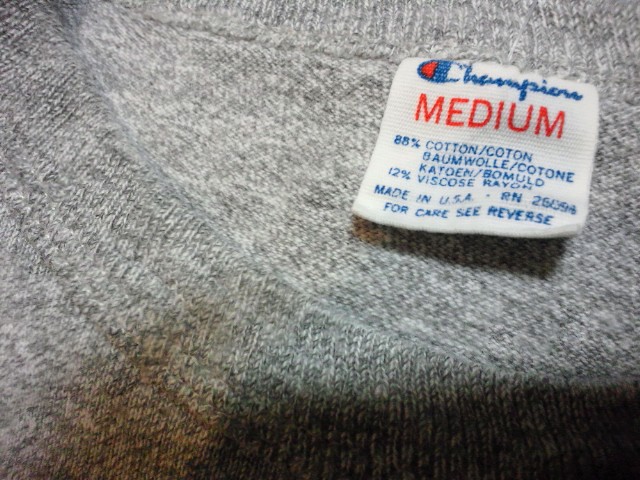 Champion
MEDIUM
88% COTTON/COTON
BAUMWOLLE/COTONE
KATOEN/BOMULD
12% VISCOSE RAYON
MADE IN U.S.A. · RN 26094
FOR CARE SEE REVERSE